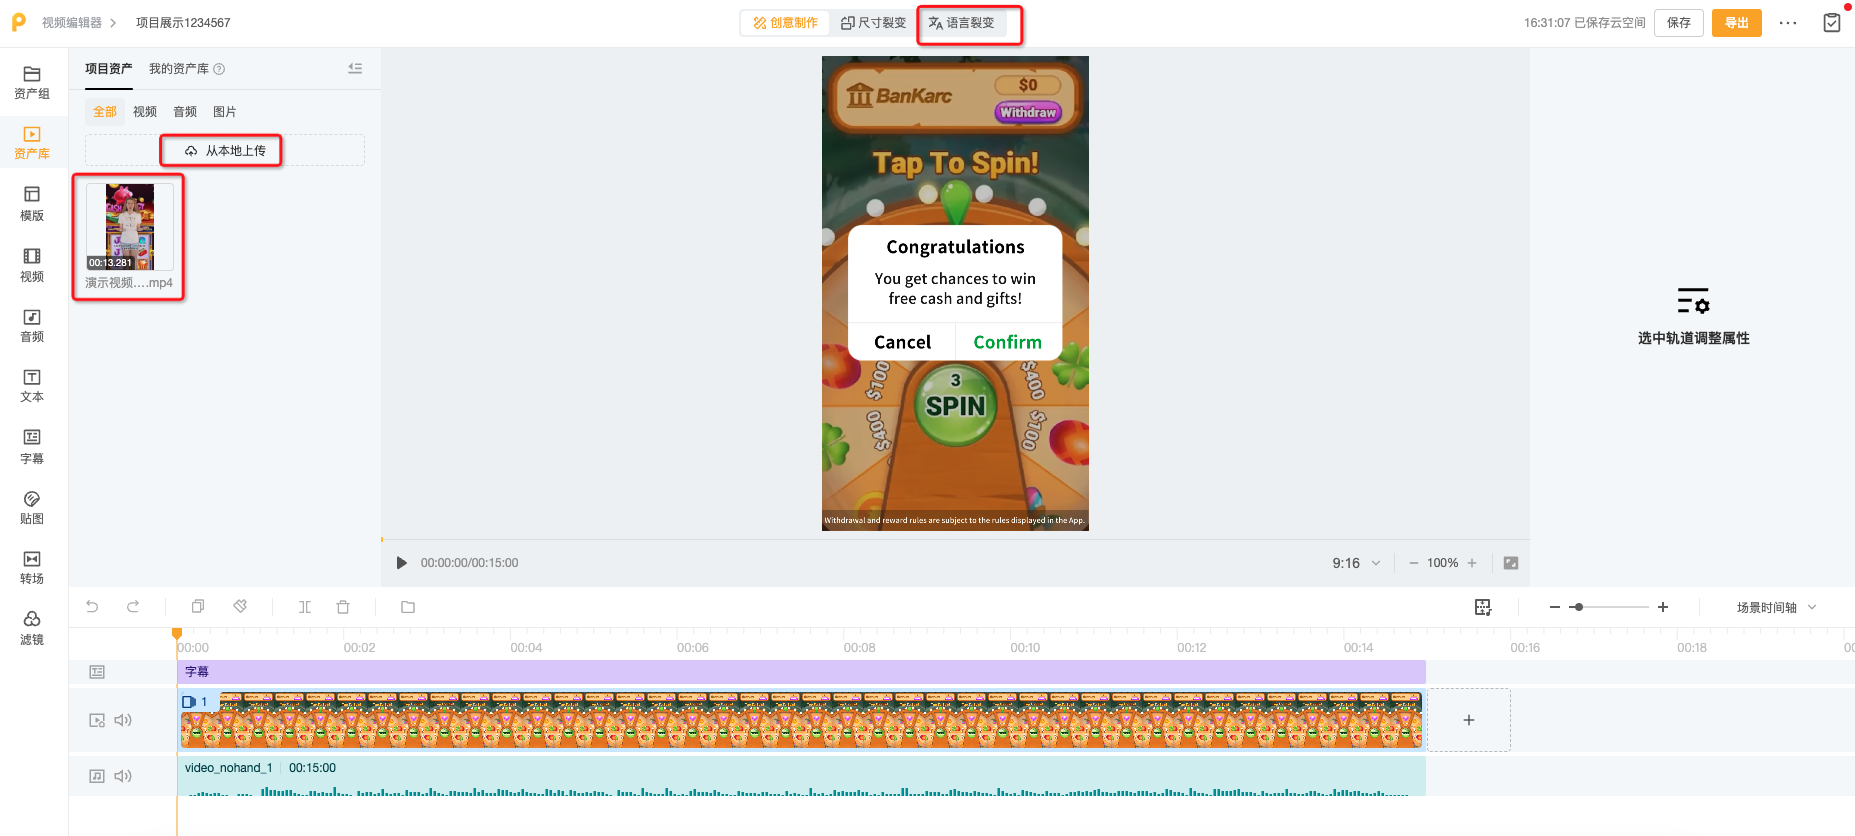 视频编辑器
项目展示1234567
创意制作
尺寸裂变
语言裂变
16:31:07 已保存云空间
保存
导出
资产组
资产库
模版
视频
音频
文本
字幕
贴图
转场
滤镜
项目资产
我的资产库
全部
视频
音频
图片
从本地上传
00:13.281
演示视频....mp4
BanKarc
$0
Withdraw
Tap To Spin!
Congratulations
You get chances to win
free cash and gifts!
Cancel
Confirm
$100
$400
3
SPIN
$400
$100
Withdrawal and reward rules are subject to the rules displayed in the App.
选中轨道调整属性
00:00:00/00:15:00
9:16
100%
场景时间轴
00:00
00:02
00:04
00:06
00:08
00:10
00:12
00:14
00:16
00:18
字幕
1
video_nohand_1
00:15:00